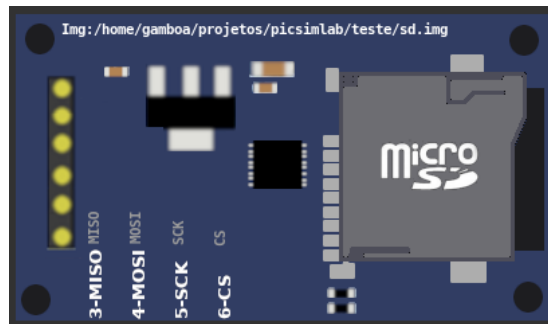 Img:/home/gamboa/projetos/picsimlab/teste/sd.img
micro
SD
MISO
MOSI
SCK
CS
3-MISO
4-MOSI
5-SCK
6-CS